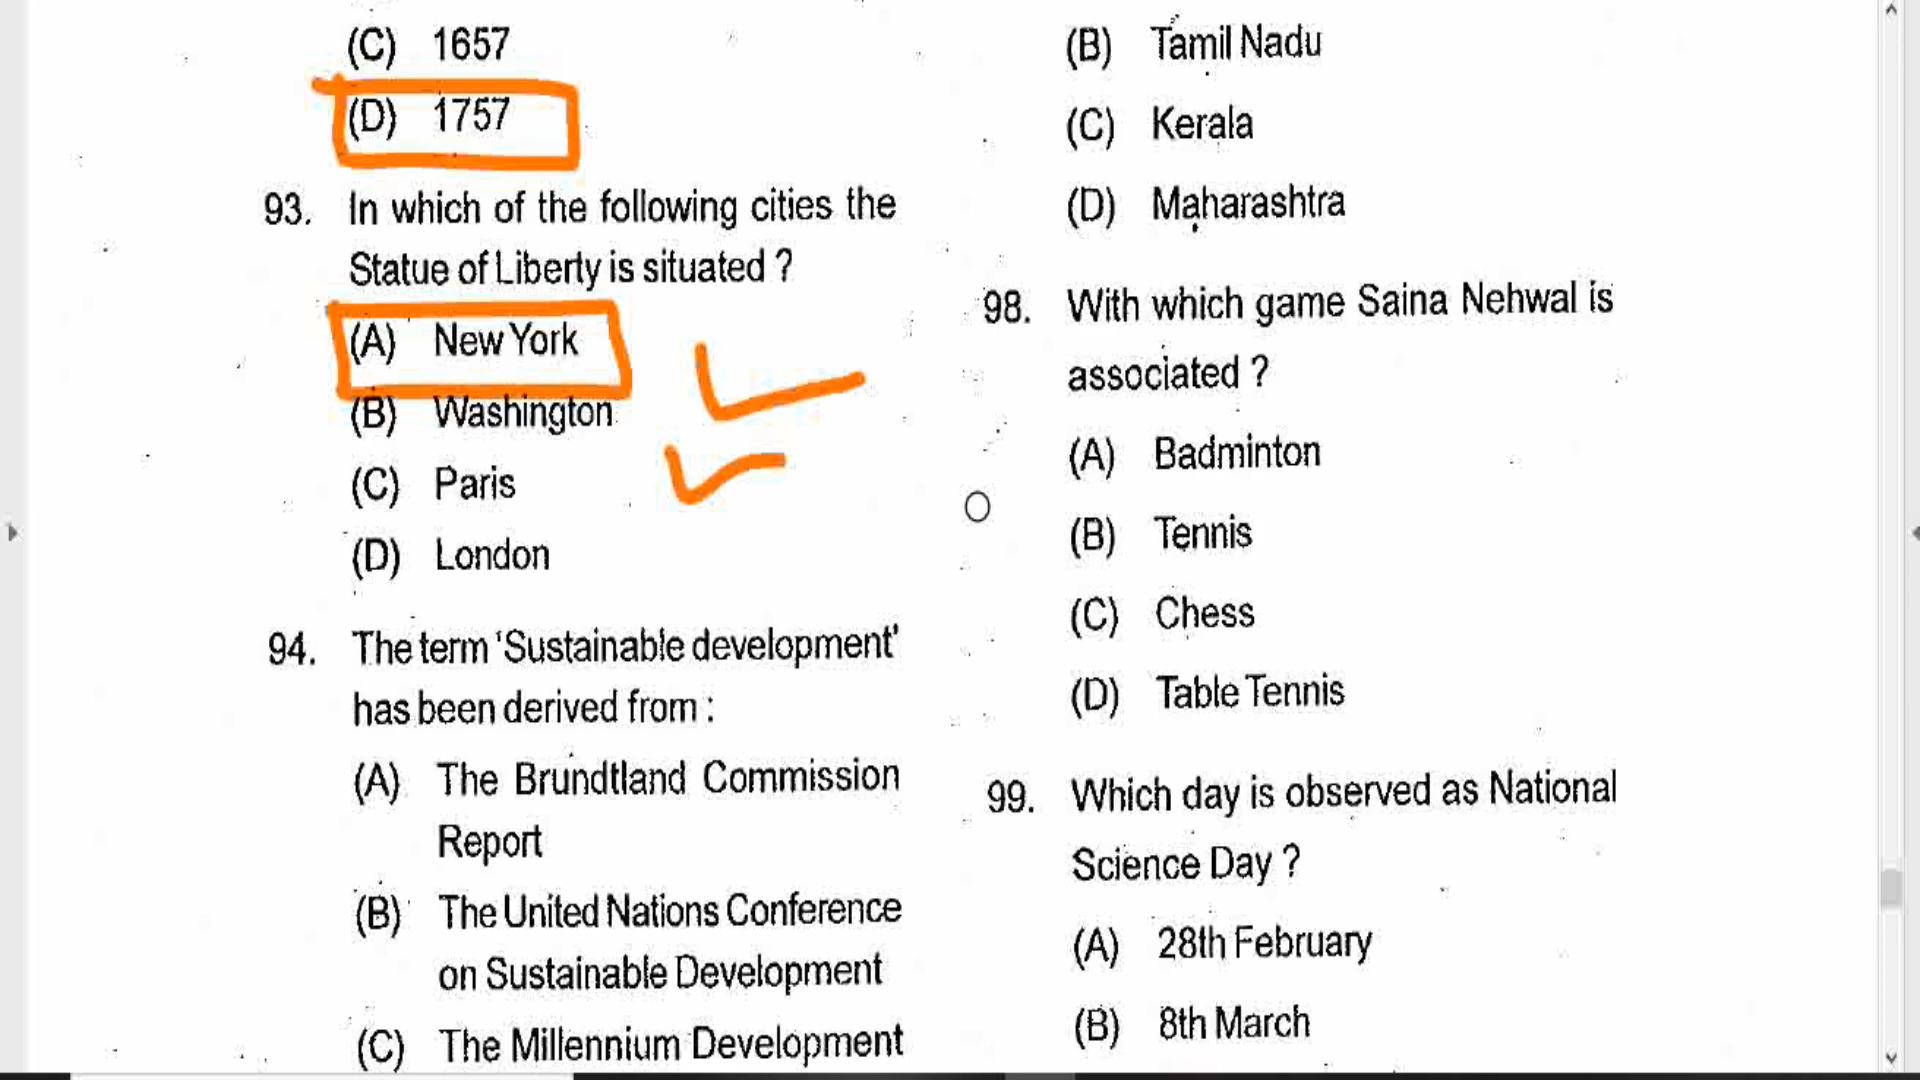 (C) 1657
(D) 1757
93. In which of the following cities the
Statue of Liberty is situated ?
(A) New York
(B) Washington
(C) Paris
(D) London
94. The term 'Sustainable development'
has been derived from :
(A) The Brundtland Commission
Report
(B) The United Nations Conference
on Sustainable Development
(C) The Millennium Development
(B) Tamil Nadu
(C) Kerala
(D) Maharashtra
98. With which game Saina Nehwal is
associated ?
(A) Badminton
(B) Tennis
(C) Chess
(D) Table Tennis
99. Which day is observed as National
Science Day ?
(A) 28th February
(B) 8th March